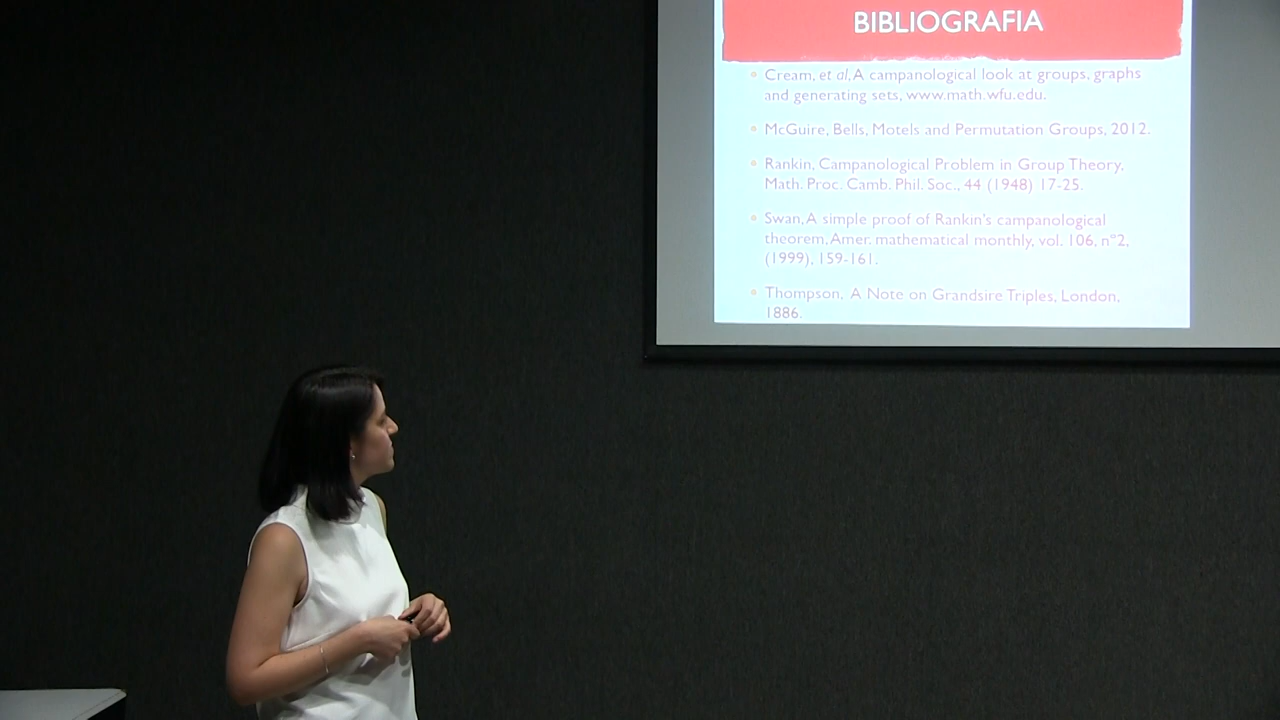 BIBLIOGRAFIA
Cream, et al, A campanological look at groups, graphs
and generating sets, www.math.wfu.edu.
McGuire, Bells, Motels and Permutation Groups, 2012.
Rankin, Campanological Problem in Group Theory,
Math. Proc. Camb. Phil. Soc., 44 (1948) 17-25.
Swan, A simple proof of Rankin's campanological
theorem, Amer. mathematical monthly, vol. 106, nº2,
(1999), 159-161.
Thompson, A Note on Grandsire Triples, London,
1886.